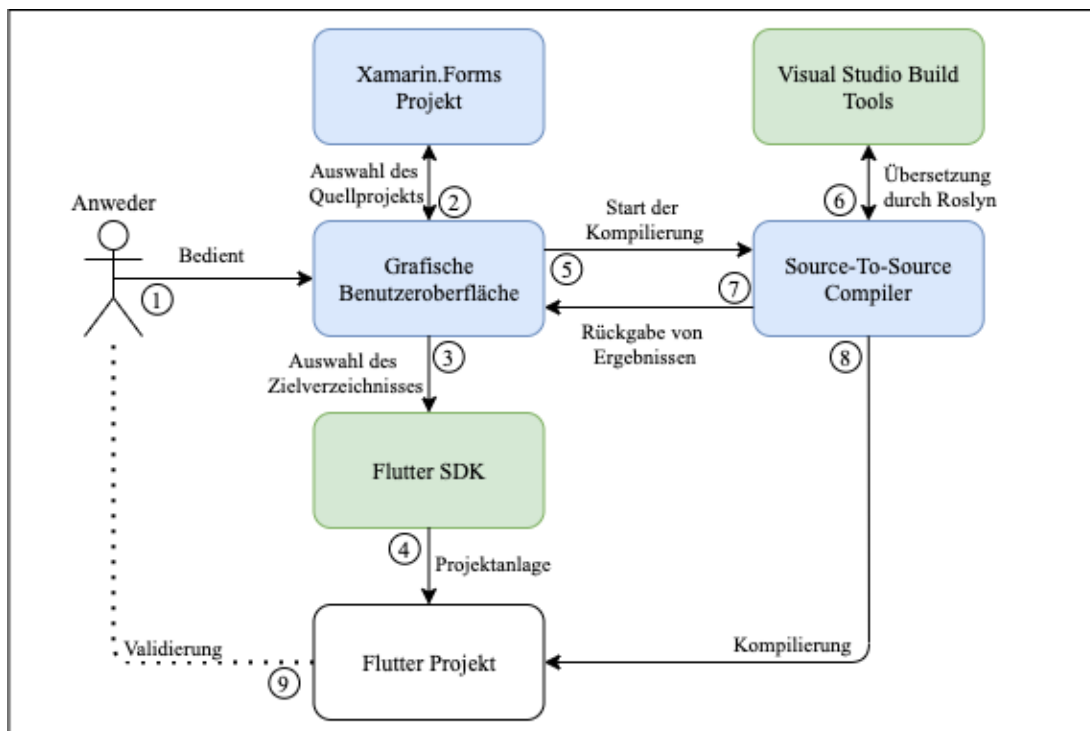 Xamarin.Forms
Projekt
Visual Studio Build
Tools
Auswahl des
Quellprojekts
2
6
Übersetzung
durch Roslyn
Anweder
Bedient
1
Grafische
Benutzeroberfläche
Start der
Kompilierung
5
7
Rückgabe von
Ergebnissen
Source-To-Source
Compiler
Auswahl des
Zielverzeichnisses
3
8
Flutter SDK
4
Projektanlage
Validierung
9
Flutter Projekt
Kompilierung